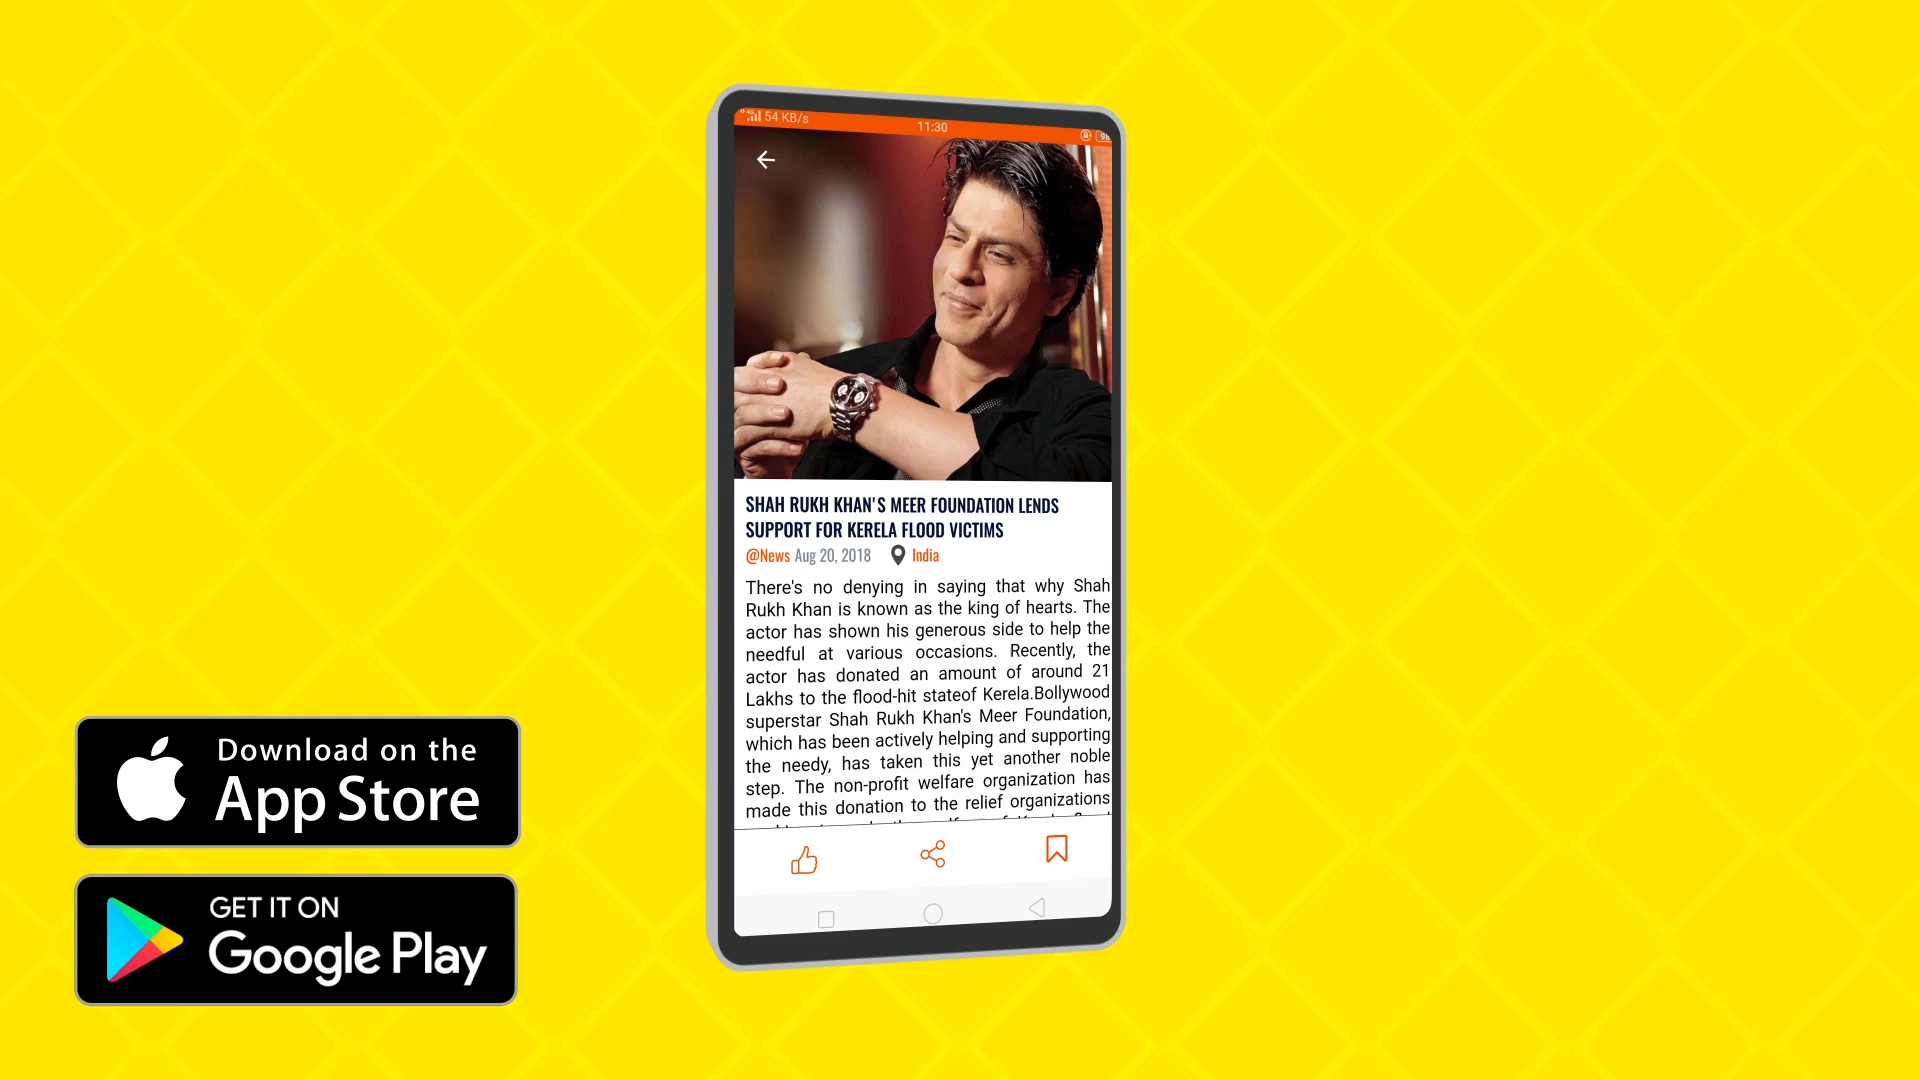 54 KB/s
11:30
SHAH RUKH KHAN'S MEER FOUNDATION LENDS
SUPPORT FOR KERELA FLOOD VICTIMS
@News Aug 20, 2018 India
There's no denying in saying that why Shah
Rukh Khan is known as the king of hearts. The
actor has shown his generous side to help the
needful at various occasions. Recently, the
actor has donated an amount of around 21
Lakhs to the flood-hit stateof Kerela.Bollywood
superstar Shah Rukh Khan's Meer Foundation,
which has been actively helping and supporting
the needy, has taken this yet another noble
step. The non-profit welfare organization has
made this donation to the relief organizations
Download on the
App Store
GET IT ON
Google Play